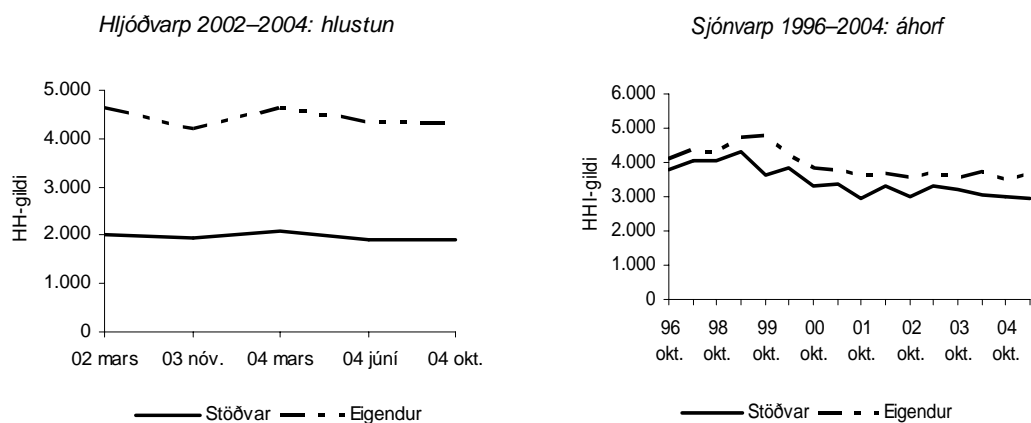 Hljóðvarp 2002–2004: hlustun
5.000
4.000
3.000
2.000
1.000
0
HH-gildi
02 mars 03 nóv. 04 mars 04 júní 04 okt.
Stöðvar Eigendur
Sjónvarp 1996–2004: áhorf
6.000
5.000
4.000
3.000
2.000
1.000
0
HHI-gildi
96 98 99 00 01 02 03 04
okt. okt. okt. okt. okt. okt. okt. okt.
Stöðvar Eigendur